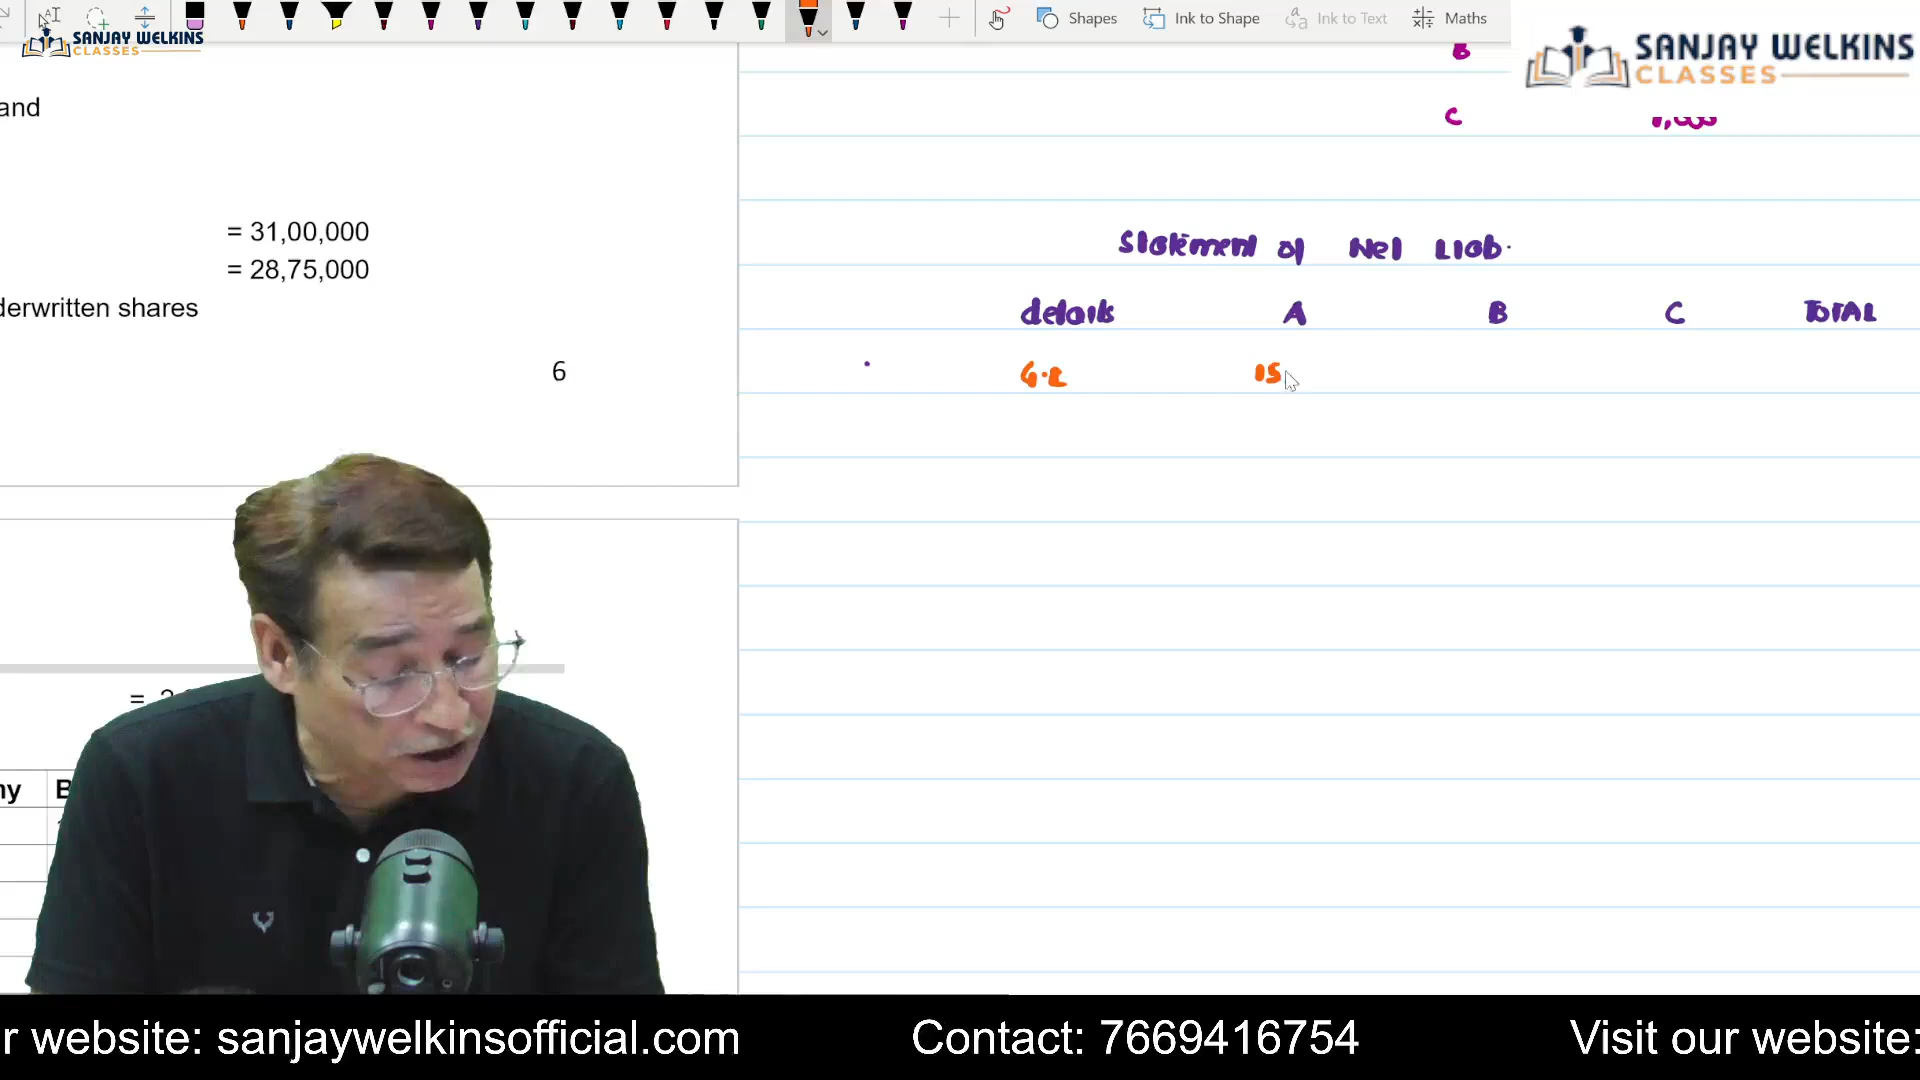 Shapes Ink to Shape Ink to Text Maths
SANJAY WELKINS
CLASSES
SANJAY WELKINS
CLASSES
B
and
C
= 31,00,000
= 28,75,000
derwritten shares
6
Statement of Net Liab.
details A B C TOTAL
G.L 15
=
ny
B
r website: sanjaywelkinsofficial.com Contact: 7669416754 Visit our website: